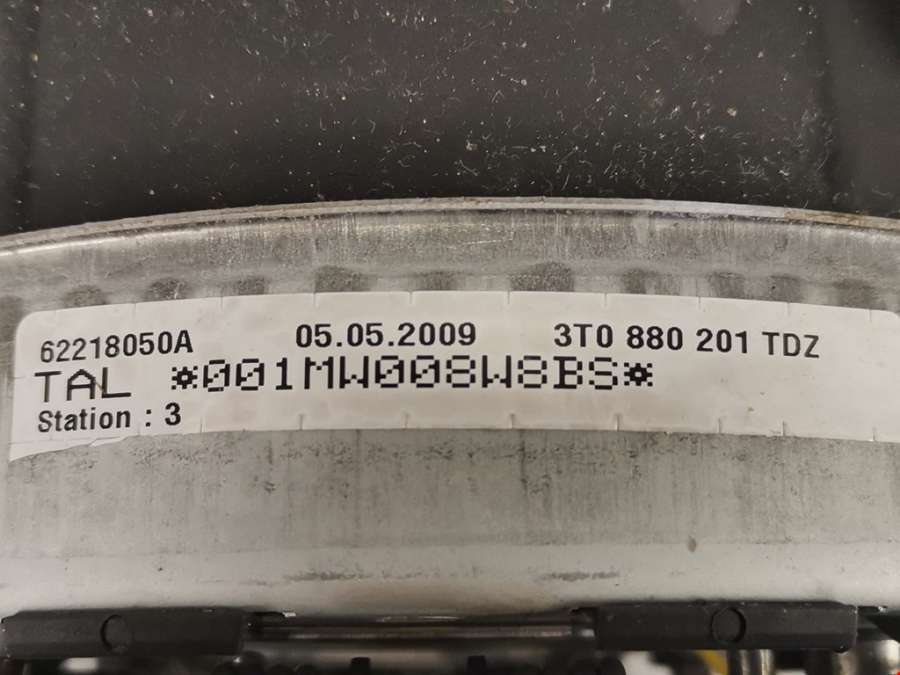 62218050A 05.05.2009 3T0 880 201 TDZ
TAL *001MW008W8BS*
Station : 3